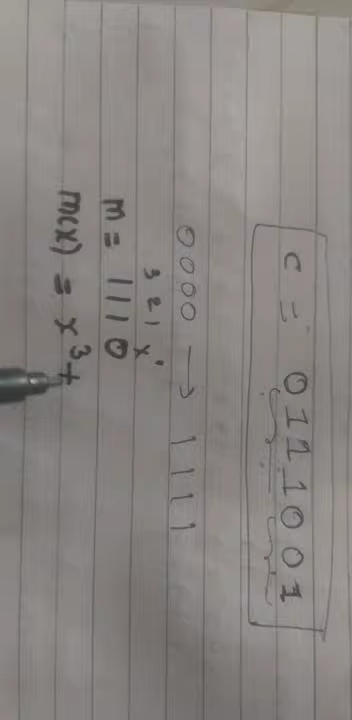 c = 0111001
0000 → 1111
3 2 1 x°
m = 1110
m(x) = x³+